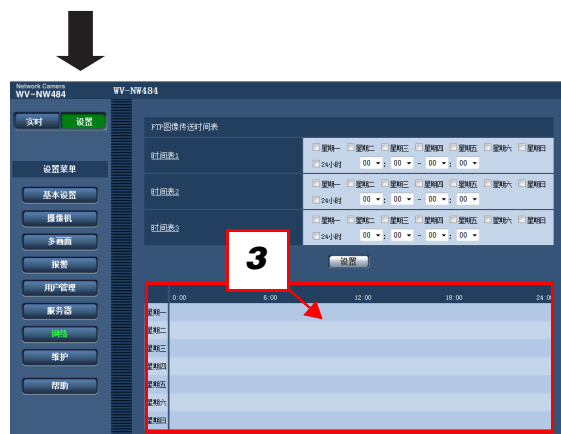 Network Camera
WV-NW484
WV-NW484
实时 设置
设置菜单
基本设置
摄像机
多画面
报警
用户管理
服务器
网络
维护
帮助
FTP图像传送时间表
时间表1
星期一 星期二 星期三 星期四 星期五 星期六 星期日
24小时 00 : 00 - 00 : 00
时间表2
星期一 星期二 星期三 星期四 星期五 星期六 星期日
24小时 00 : 00 - 00 : 00
时间表3
星期一 星期二 星期三 星期四 星期五 星期六 星期日
24小时 00 : 00 - 00 : 00
设置
3
0:00 6:00 12:00 18:00 24:00
星期一
星期二
星期三
星期四
星期五
星期六
星期日